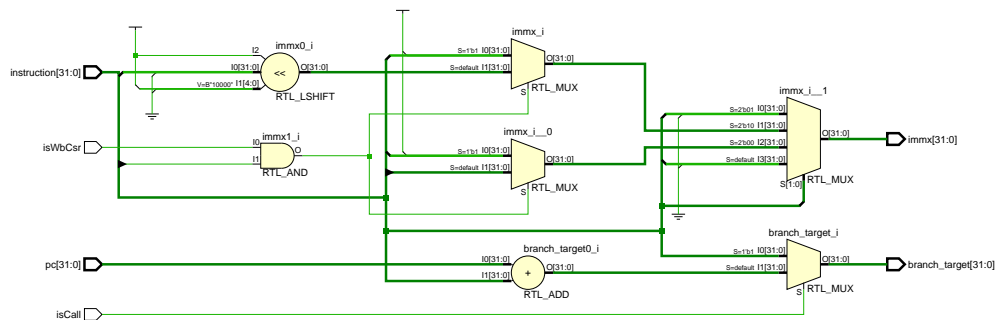 immx0_i
I2
instruction[31:0]
I0[31:0]
<<
O[31:0]
V=B"10000" I1[4:0]
RTL_LSHIFT
immx_i
S=1'b1 I0[31:0]
S=default I1[31:0]
O[31:0]
S
RTL_MUX
immx1_i
isWbCsr
I0
I1
O
RTL_AND
immx_i__0
S=1'b1 I0[31:0]
S=default I1[31:0]
O[31:0]
S
RTL_MUX
immx_i__1
S=2'b01 I0[31:0]
S=2'b10 I1[31:0]
S=2'b00 I2[31:0]
S=default I3[31:0]
O[31:0]
S[1:0]
RTL_MUX
immx[31:0]
branch_target0_i
pc[31:0]
I0[31:0]
I1[31:0]
+
O[31:0]
RTL_ADD
branch_target_i
S=1'b1 I0[31:0]
S=default I1[31:0]
O[31:0]
S
RTL_MUX
branch_target[31:0]
isCall